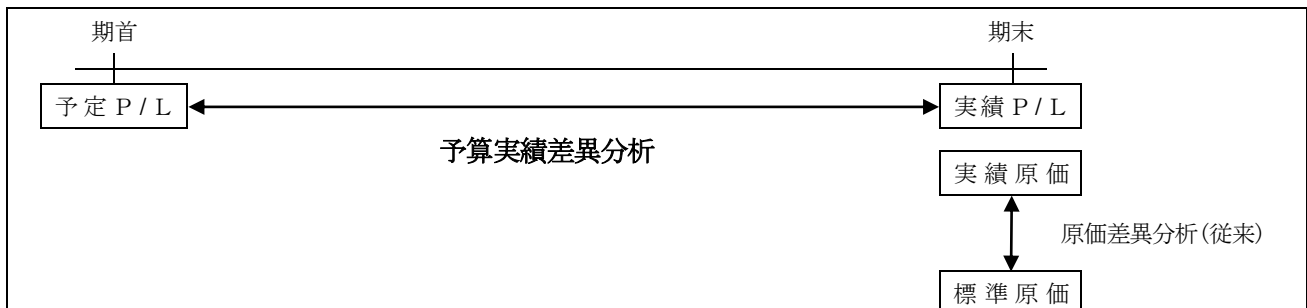 期首
期末
予定P/L
実績P/L
予算実績差異分析
実績原価
原価差異分析(従来)
標準原価